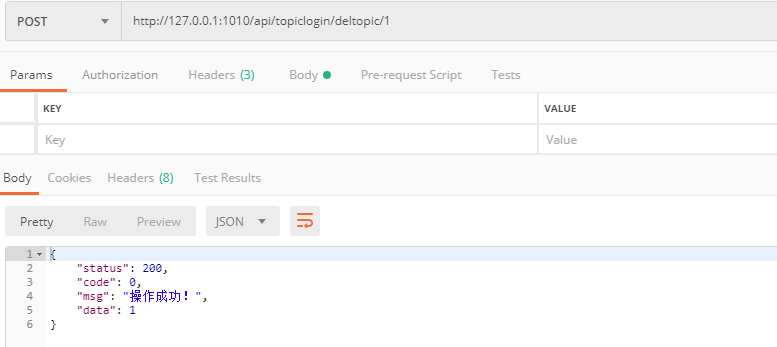 POST http://127.0.0.1:1010/api/topiclogin/deltopic/1
Params Authorization Headers (3) Body Pre-request Script Tests
KEY VALUE
Key Value
Body Cookies Headers (8) Test Results
Pretty Raw Preview JSON
1 {
2 "status": 200,
3 "code": 0,
4 "msg": "操作成功！",
5 "data": 1
6 }